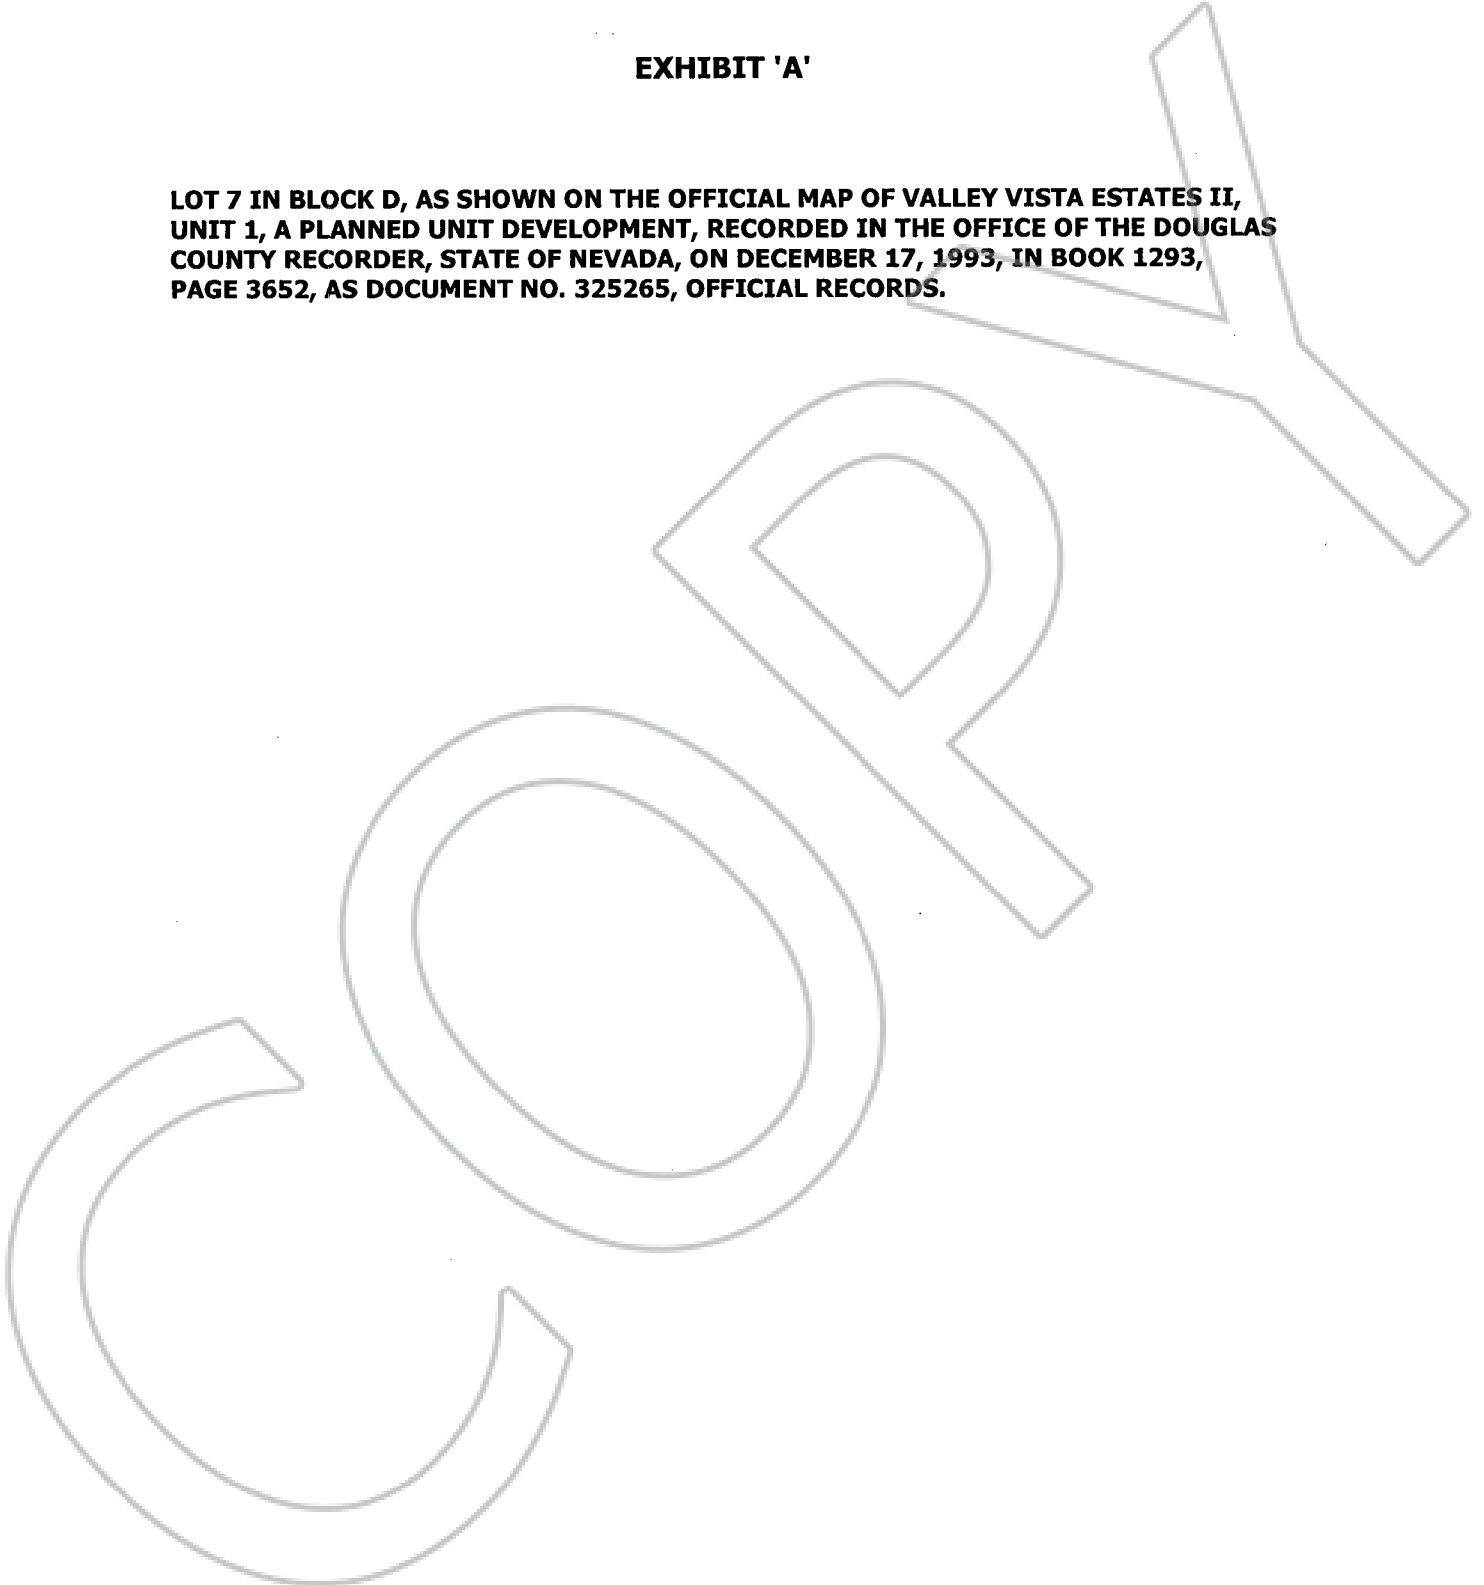 EXHIBIT 'A'
LOT 7 IN BLOCK D, AS SHOWN ON THE OFFICIAL MAP OF VALLEY VISTA ESTATES II,
UNIT 1, A PLANNED UNIT DEVELOPMENT, RECORDED IN THE OFFICE OF THE DOUGLAS
COUNTY RECORDER, STATE OF NEVADA, ON DECEMBER 17, 1993, IN BOOK 1293,
PAGE 3652, AS DOCUMENT NO. 325265, OFFICIAL RECORDS.
COPY